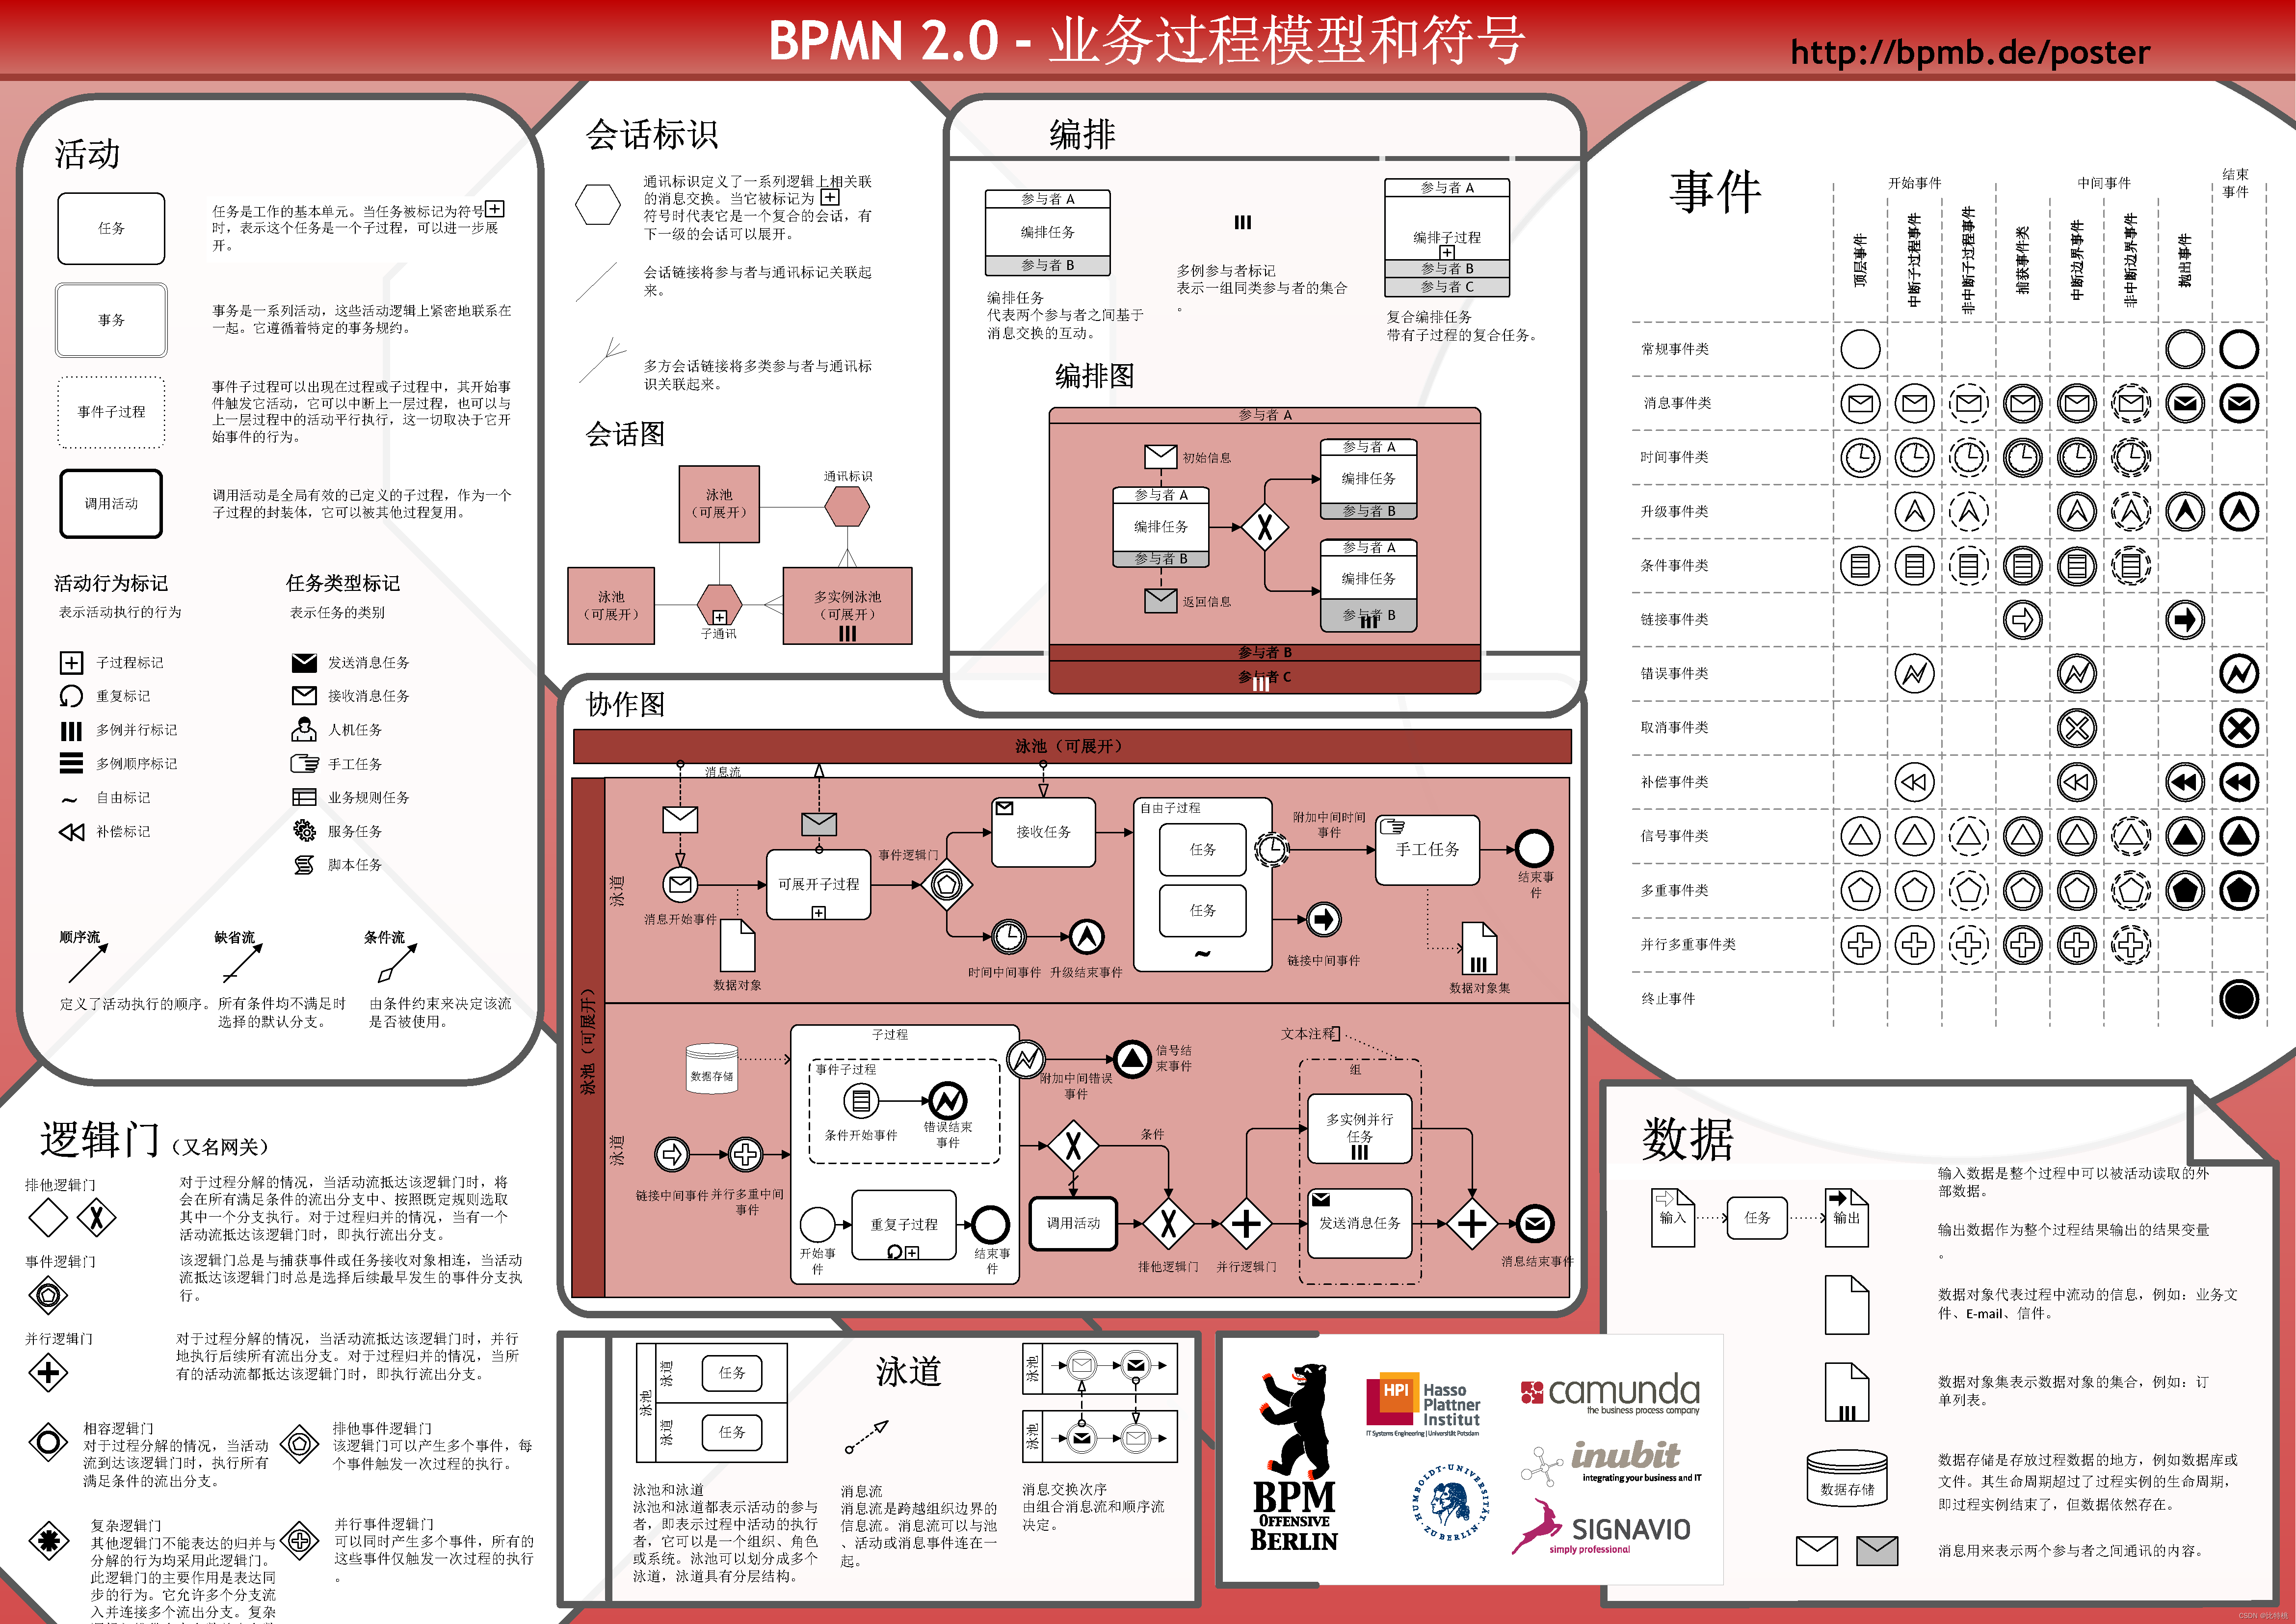 BPMN 2.0 - 业务过程模型和符号
http://bpmb.de/poster
活动
任务
任务是工作的基本单元。当任务被标记为符号
时，表示这个任务是一个子过程，可以进一步展
开。
事务
事务是一系列活动，这些活动逻辑上紧密地联系在
一起。它遵循着特定的事务规约。
事件子过程
事件子过程可以出现在过程或子过程中，其开始事
件触发它活动，它可以中断上一层过程，也可以与
上一层过程中的活动平行执行，这一切取决于它开
始事件的行为。
调用活动
调用活动是全局有效的已定义的子过程，作为一个
子过程的封装体，它可以被其他过程复用。
活动行为标记
表示活动执行的行为
子过程标记
重复标记
多例并行标记
多例顺序标记
自由标记
补偿标记
任务类型标记
表示任务的类别
发送消息任务
接收消息任务
人机任务
手工任务
业务规则任务
服务任务
脚本任务
顺序流
定义了活动执行的顺序。
缺省流
所有条件均不满足时
选择的默认分支。
条件流
由条件约束来决定该流
是否被使用。
会话标识
通讯标识定义了一系列逻辑上相关联
的消息交换。当它被标记为
符号时代表它是一个复合的会话，有
下一级的会话可以展开。
会话链接将参与者与通讯标记关联起
来。
多方会话链接将多类参与者与通讯标
识关联起来。
会话图
泳池
（可展开）
通讯标识
泳池
（可展开）
子通讯
多实例泳池
（可展开）
编排
参与者 A
编排任务
参与者 B
编排任务
代表两个参与者之间基于
消息交换的互动。
多例参与者标记
表示一组同类参与者的集合
。
参与者 A
编排子过程
参与者 B
参与者 C
复合编排任务
带有子过程的复合任务。
编排图
参与者 A
初始信息
参与者 A
编排任务
参与者 B
返回信息
参与者 A
编排任务
参与者 B
参与者 A
编排任务
参与者 B
参与者 B
参与者 C
事件
开始事件
中间事件
结束
事件
顶层事件
中断子过程事件
非中断子过程事件
捕获事件类
中断边界事件
非中断边界事件
抛出事件
常规事件类
消息事件类
时间事件类
升级事件类
条件事件类
链接事件类
错误事件类
取消事件类
补偿事件类
信号事件类
多重事件类
并行多重事件类
终止事件
协作图
泳池（可展开）
消息流
泳池（可展开）
泳道
消息开始事件
可展开子过程
数据对象
事件逻辑门
接收任务
时间中间事件
升级结束事件
自由子过程
任务
任务
附加中间时间
事件
链接中间事件
手工任务
数据对象集
结束事
件
泳道
数据存储
链接中间事件
并行多重中间
事件
子过程
事件子过程
条件开始事件
错误结束
事件
开始事
件
重复子过程
结束事
件
附加中间错误
事件
信号结
束事件
条件
调用活动
排他逻辑门
并行逻辑门
文本注释
组
多实例并行
任务
发送消息任务
消息结束事件
逻辑门（又名网关）
排他逻辑门
对于过程分解的情况，当活动流抵达该逻辑门时，将
会在所有满足条件的流出分支中、按照既定规则选取
其中一个分支执行。对于过程归并的情况，当有一个
活动流抵达该逻辑门时，即执行流出分支。
事件逻辑门
该逻辑门总是与捕获事件或任务接收对象相连，当活动
流抵达该逻辑门时总是选择后续最早发生的事件分支执
行。
并行逻辑门
对于过程分解的情况，当活动流抵达该逻辑门时，并行
地执行后续所有流出分支。对于过程归并的情况，当所
有的活动流都抵达该逻辑门时，即执行流出分支。
相容逻辑门
对于过程分解的情况，当活动
流到达该逻辑门时，执行所有
满足条件的流出分支。
排他事件逻辑门
该逻辑门可以产生多个事件，每
个事件触发一次过程的执行。
复杂逻辑门
其他逻辑门不能表达的归并与
分解的行为均采用此逻辑门。
此逻辑门的主要作用是表达同
步的行为。它允许多个分支流
入并连接多个流出分支。复杂
并行事件逻辑门
可以同时产生多个事件，所有的
这些事件仅触发一次过程的执行
。
泳池
泳道
任务
泳道
任务
泳池和泳道
泳池和泳道都表示活动的参与
者，即表示过程中活动的执行
者，它可以是一个组织、角色
或系统。泳池可以划分成多个
泳道，泳道具有分层结构。
泳道
消息流
消息流是跨越组织边界的
信息流。消息流可以与池
、活动或消息事件连在一
起。
泳池
泳池
消息交换次序
由组合消息流和顺序流
决定。
BPM
OFFENSIVE
BERLIN
HPI
Hasso
Plattner
Institut
IT Systems Engineering | Universität Potsdam
camunda
the business process company
HUMBOLDT-UNIVERSITÄT ZU BERLIN
inubit
integrating your business and IT
SIGNAVIO
simply professional
数据
输入
任务
输出
输入数据是整个过程中可以被活动读取的外
部数据。
输出数据作为整个过程结果输出的结果变量
。
数据对象代表过程中流动的信息，例如：业务文
件、E-mail、信件。
数据对象集表示数据对象的集合，例如：订
单列表。
数据存储
数据存储是存放过程数据的地方，例如数据库或
文件。其生命周期超过了过程实例的生命周期，
即过程实例结束了，但数据依然存在。
消息用来表示两个参与者之间通讯的内容。
CSDN @比特桃